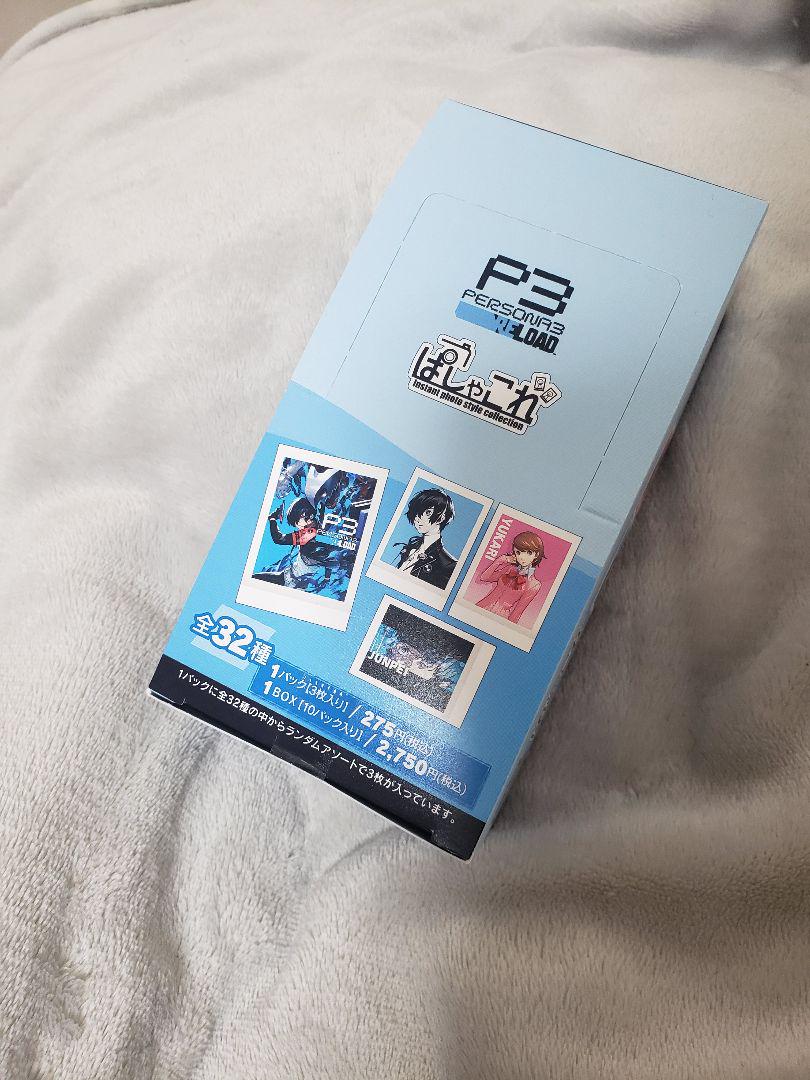 P3
PERSONA3
RELOAD
ぱしゃこれ
Instant photo style collection
P3
PERSONA3
RELOAD
YUKARI
JUNPEI
全32種
1パック[3枚入り] / 275円(税込)
1BOX[10パック入り] / 2,750円(税込)
1パックに全32種の中からランダムアソートで3枚が入っています。